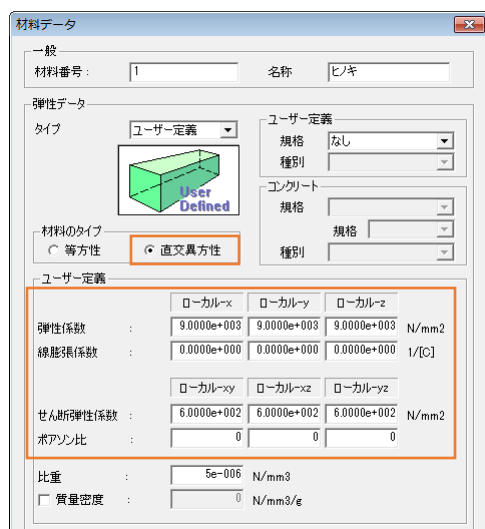 材料データ
一般
材料番号 : 1 名称 ヒノキ
弾性データ
タイプ ユーザー定義
User
Defined
ユーザー定義
規格 なし
種別
コンクリート
規格
規格
種別
材料のタイプ
等方性 直交異方性
ユーザー定義
ローカル-x ローカル-y ローカル-z
弾性係数 : 9.0000e+003 9.0000e+003 9.0000e+003 N/mm2
線膨張係数 : 0.0000e+000 0.0000e+000 0.0000e+000 1/[C]
ローカル-xy ローカル-xz ローカル-yz
せん断弾性係数 : 6.0000e+002 6.0000e+002 6.0000e+002 N/mm2
ポアソン比 : 0 0 0
比重 : 5e-006 N/mm3
質量密度 : 0 N/mm3/g